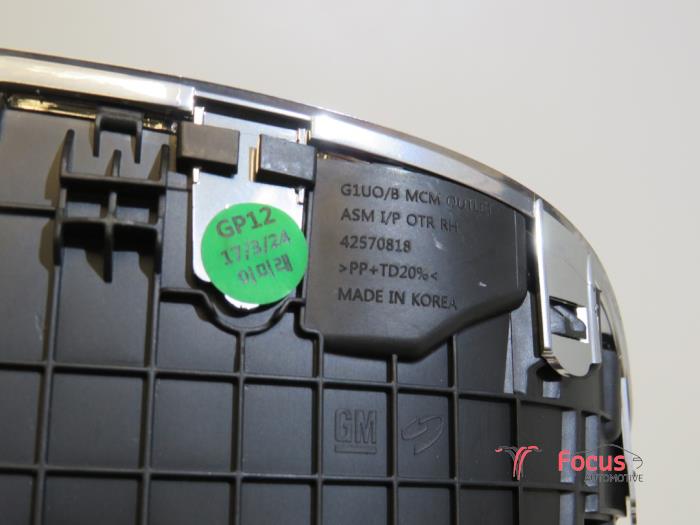 G1UO/B MCM OUTLET
ASM I/P OTR RH
42570818
>PP+TD20%<
MADE IN KOREA
GP12
17/3/24
이미래
GM
Focus
AUTOMOTIVE